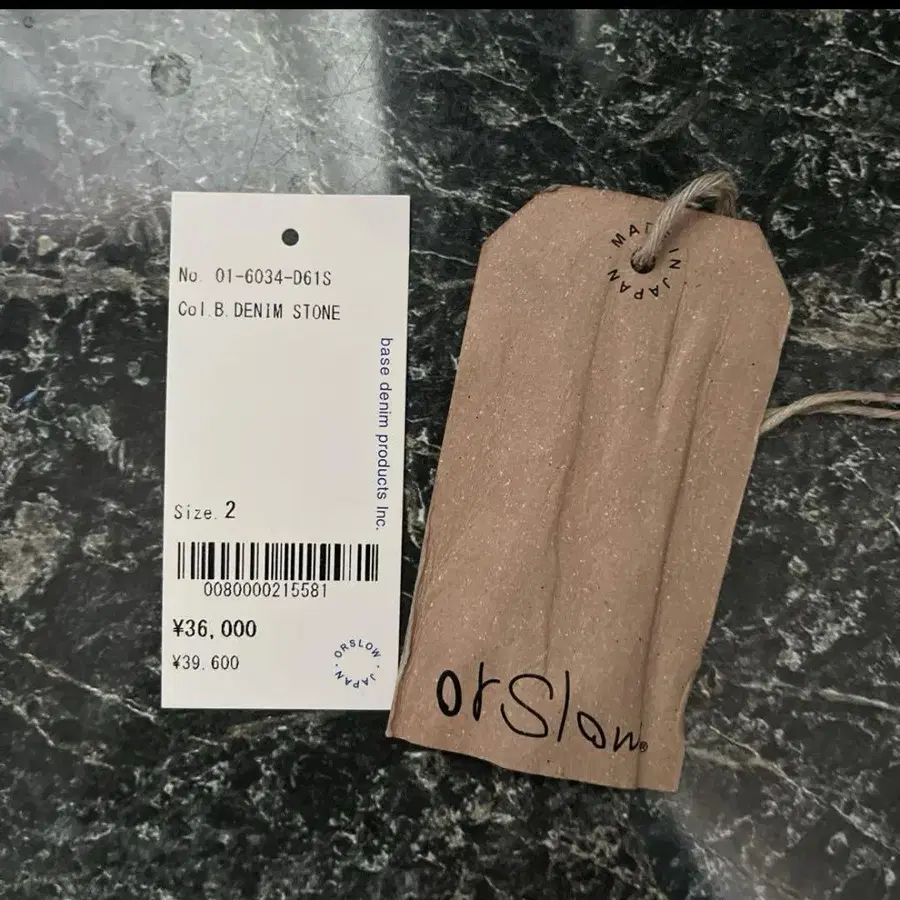 No. 01-6034-D61S
Col.B.DENIM STONE
base denim products Inc.
Size. 2
0080000215581
¥36,000
¥39,600
ORSLOW · JAPAN ·
MADE IN JAPAN
orSlow®